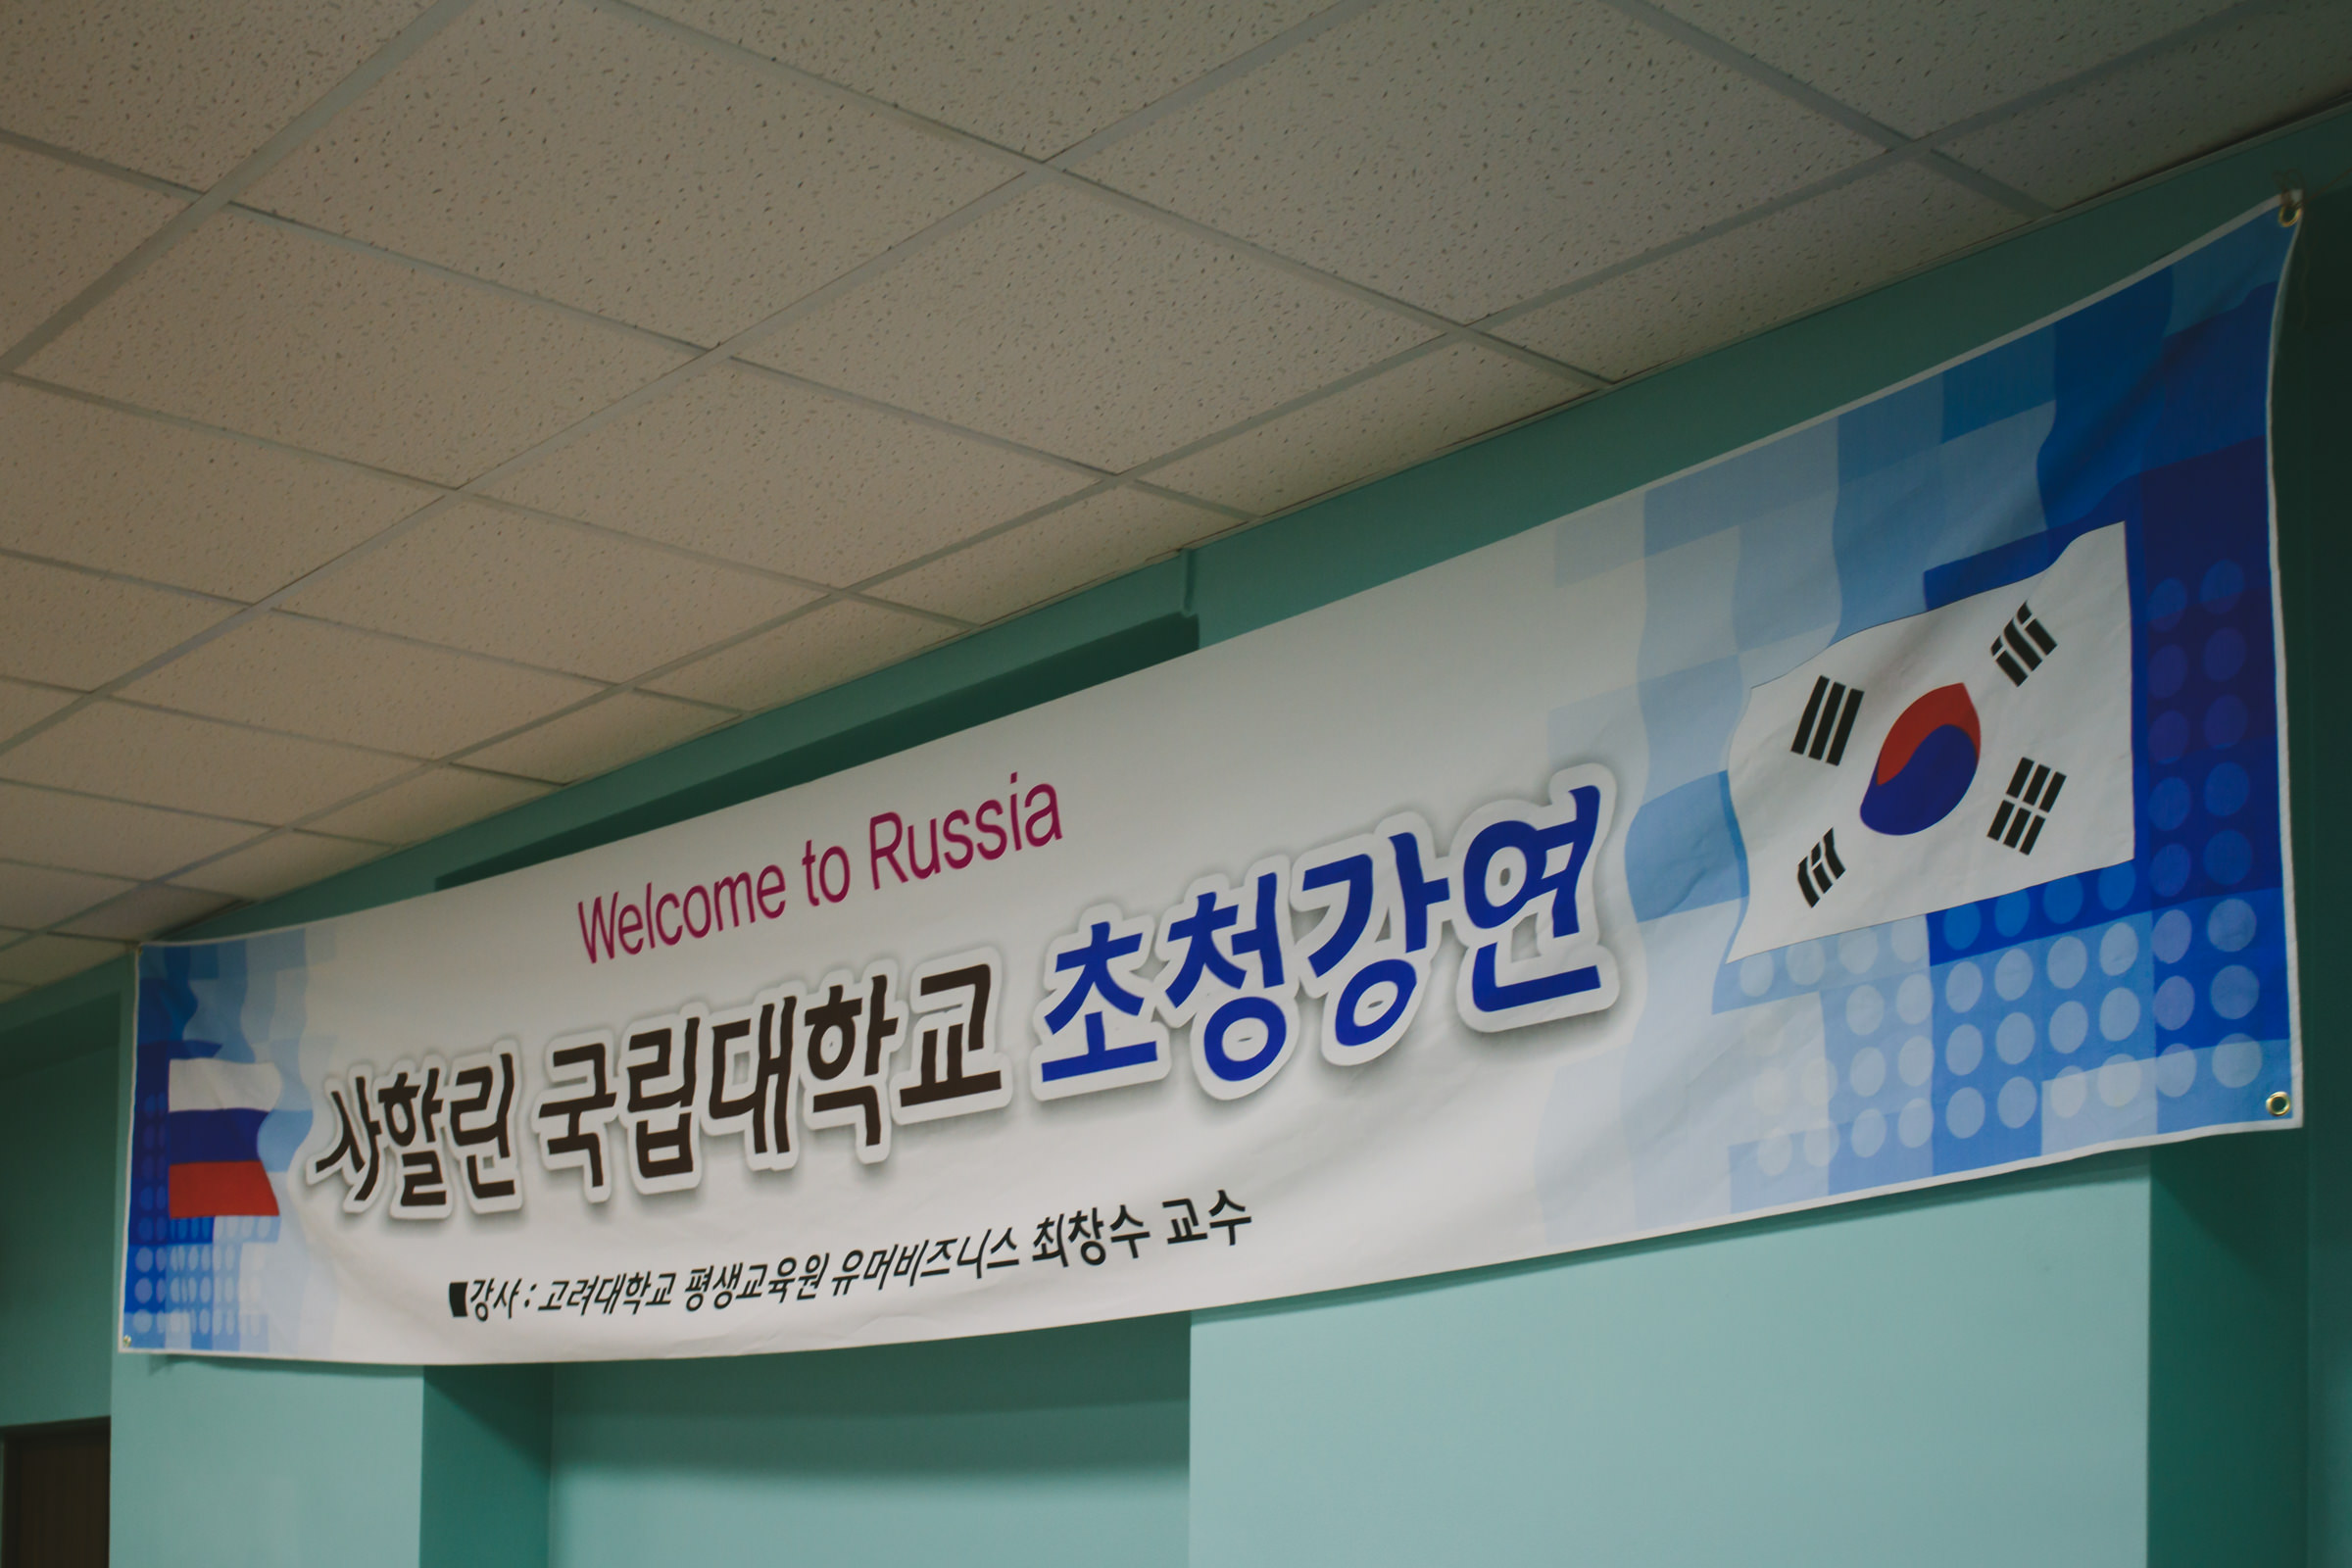 Welcome to Russia
사할린 국립대학교 초청강연
■강사 : 고려대학교 평생교육원 유머비즈니스 최창수 교수